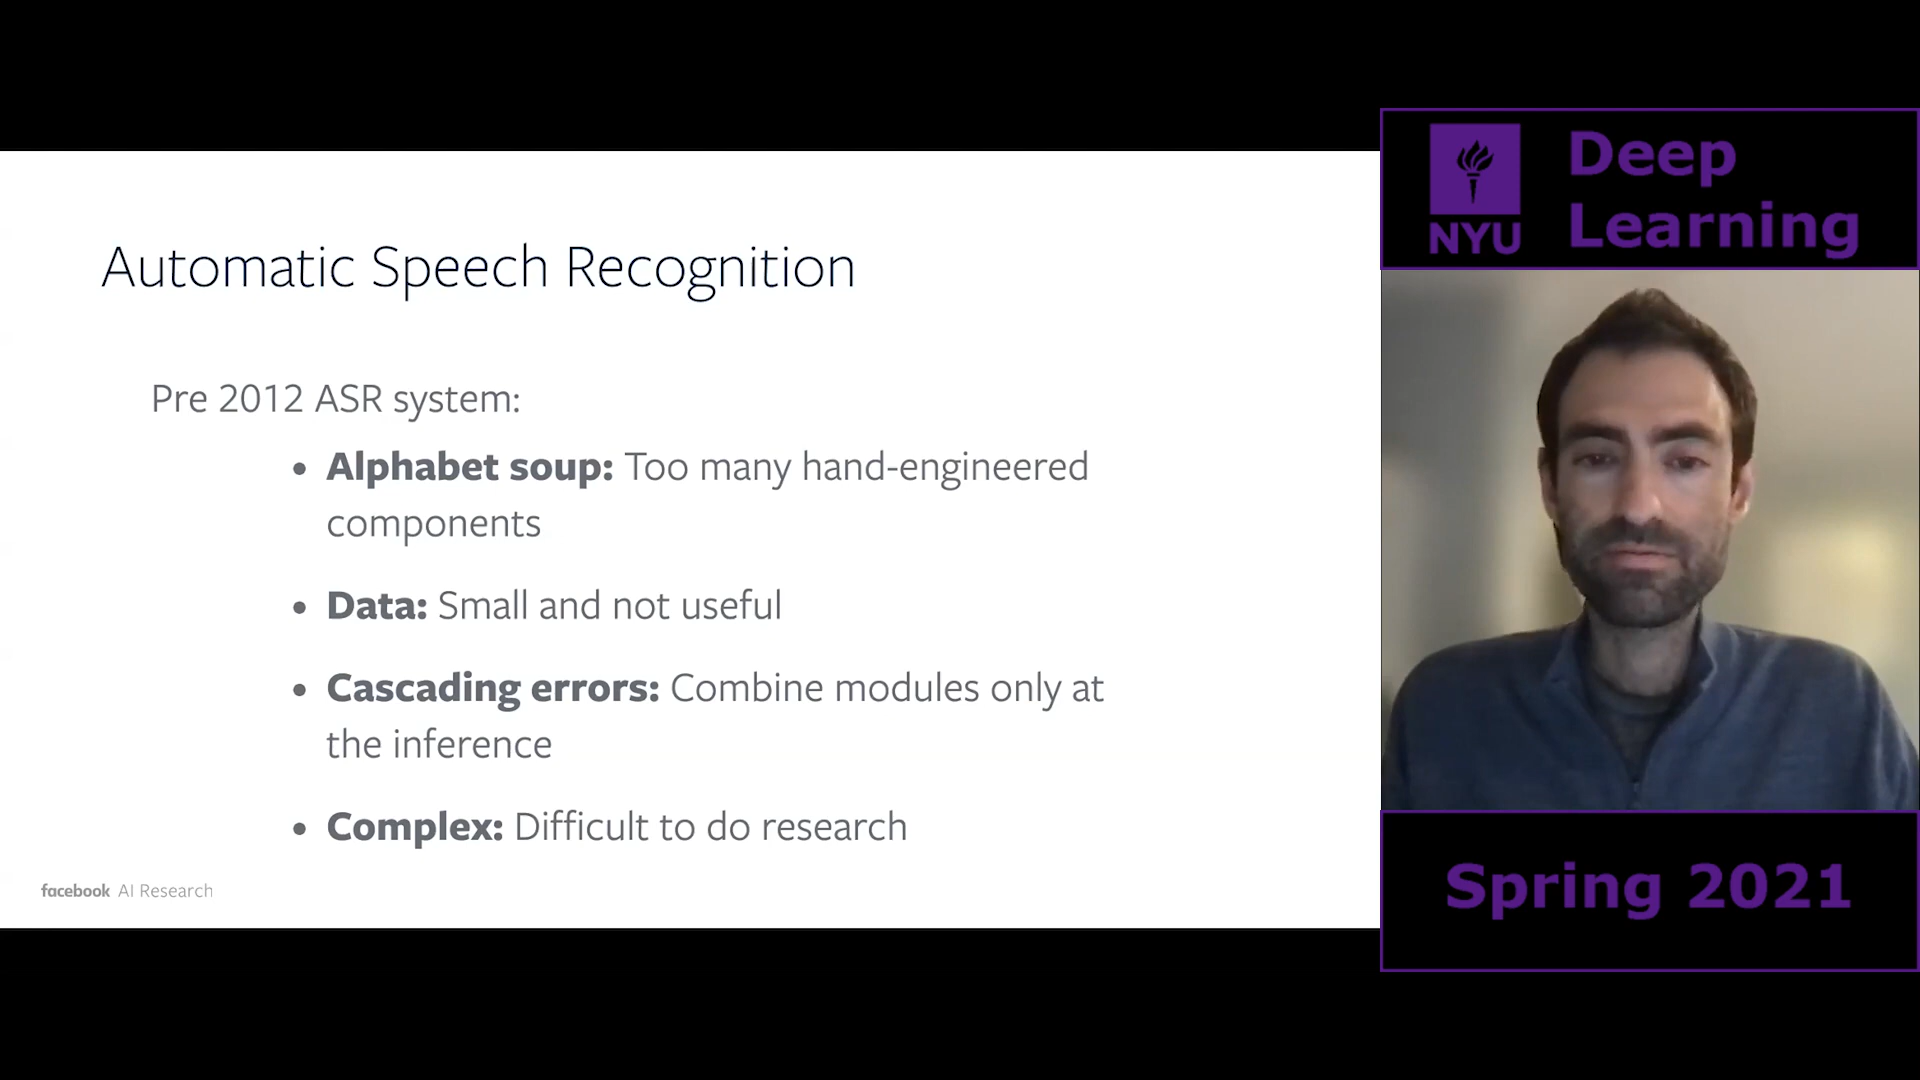 Automatic Speech Recognition
Pre 2012 ASR system:
• Alphabet soup: Too many hand-engineered
components
• Data: Small and not useful
• Cascading errors: Combine modules only at
the inference
• Complex: Difficult to do research
facebook AI Research
NYU
Deep
Learning
Spring 2021